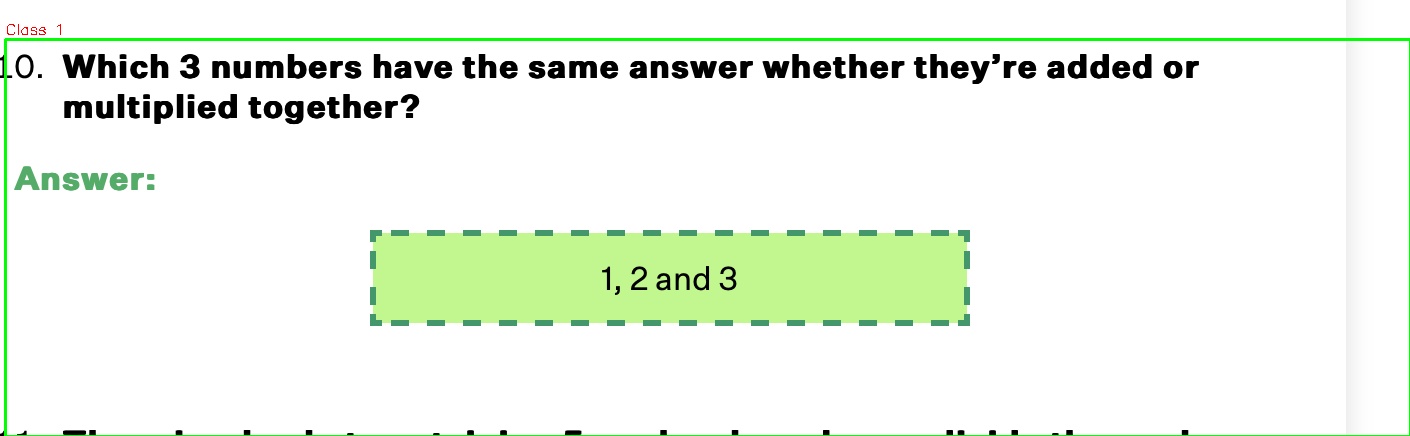 Class 1
10. Which 3 numbers have the same answer whether they’re added or
multiplied together?
Answer:
1, 2 and 3